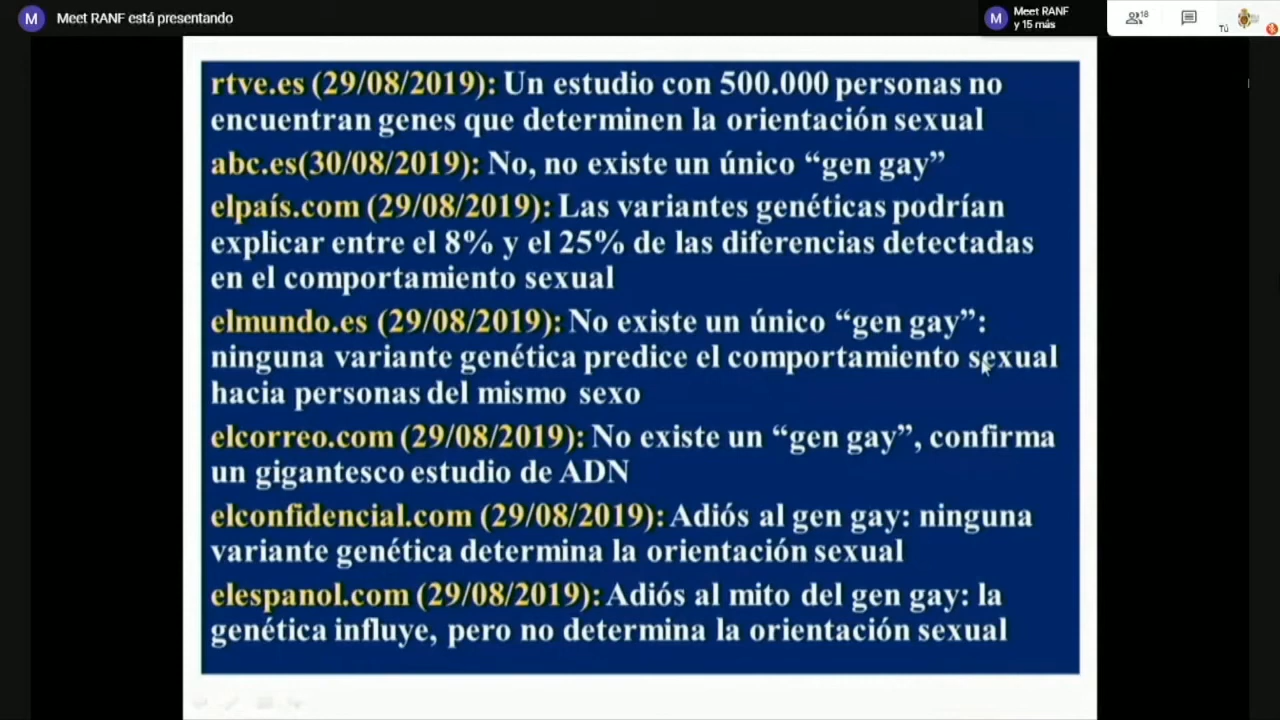 M Meet RANF está presentando
M Meet RANF
y 15 más
18
Tú
rtve.es (29/08/2019): Un estudio con 500.000 personas no
encuentran genes que determinen la orientación sexual
abc.es(30/08/2019): No, no existe un único “gen gay”
elpaís.com (29/08/2019): Las variantes genéticas podrían
explicar entre el 8% y el 25% de las diferencias detectadas
en el comportamiento sexual
elmundo.es (29/08/2019): No existe un único “gen gay”:
ninguna variante genética predice el comportamiento sexual
hacia personas del mismo sexo
elcorreo.com (29/08/2019): No existe un “gen gay”, confirma
un gigantesco estudio de ADN
elconfidencial.com (29/08/2019): Adiós al gen gay: ninguna
variante genética determina la orientación sexual
elespanol.com (29/08/2019): Adiós al mito del gen gay: la
genética influye, pero no determina la orientación sexual